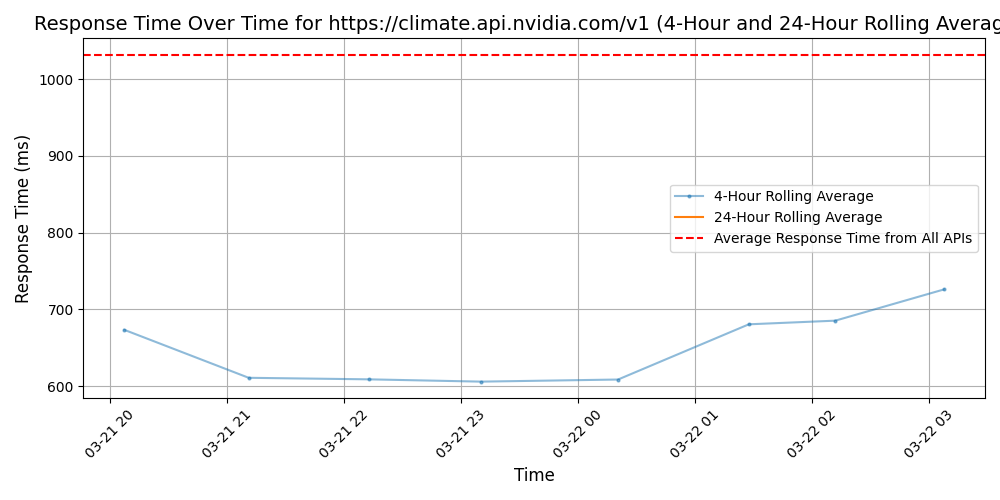 Response Time Over Time for https://climate.api.nvidia.com/v1 (4-Hour and 24-Hour Rolling Averag
Response Time (ms)
1000
900
800
700
600
4-Hour Rolling Average
24-Hour Rolling Average
Average Response Time from All APIs
03-21 20
03-21 21
03-21 22
03-21 23
03-22 00
03-22 01
03-22 02
03-22 03
Time